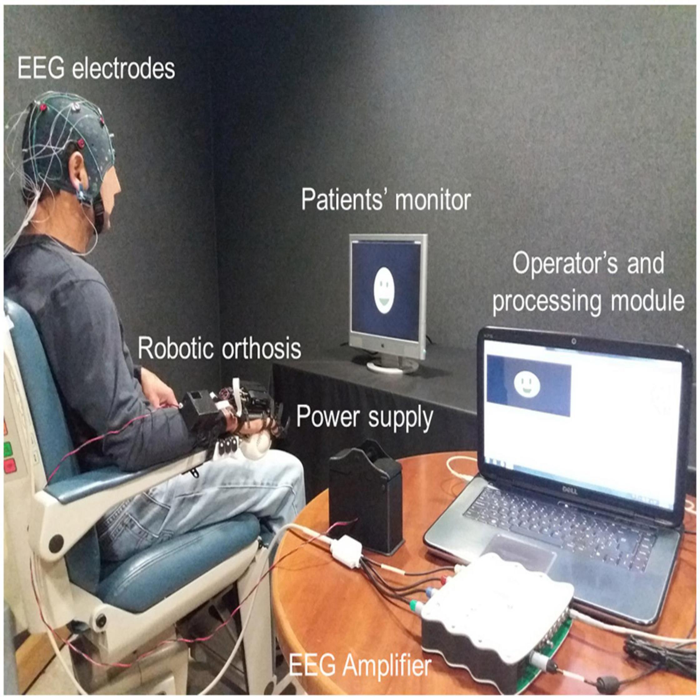 EEG electrodes
Patients' monitor
Operator's and
processing module
Robotic orthosis
Power supply
DELL
EEG Amplifier